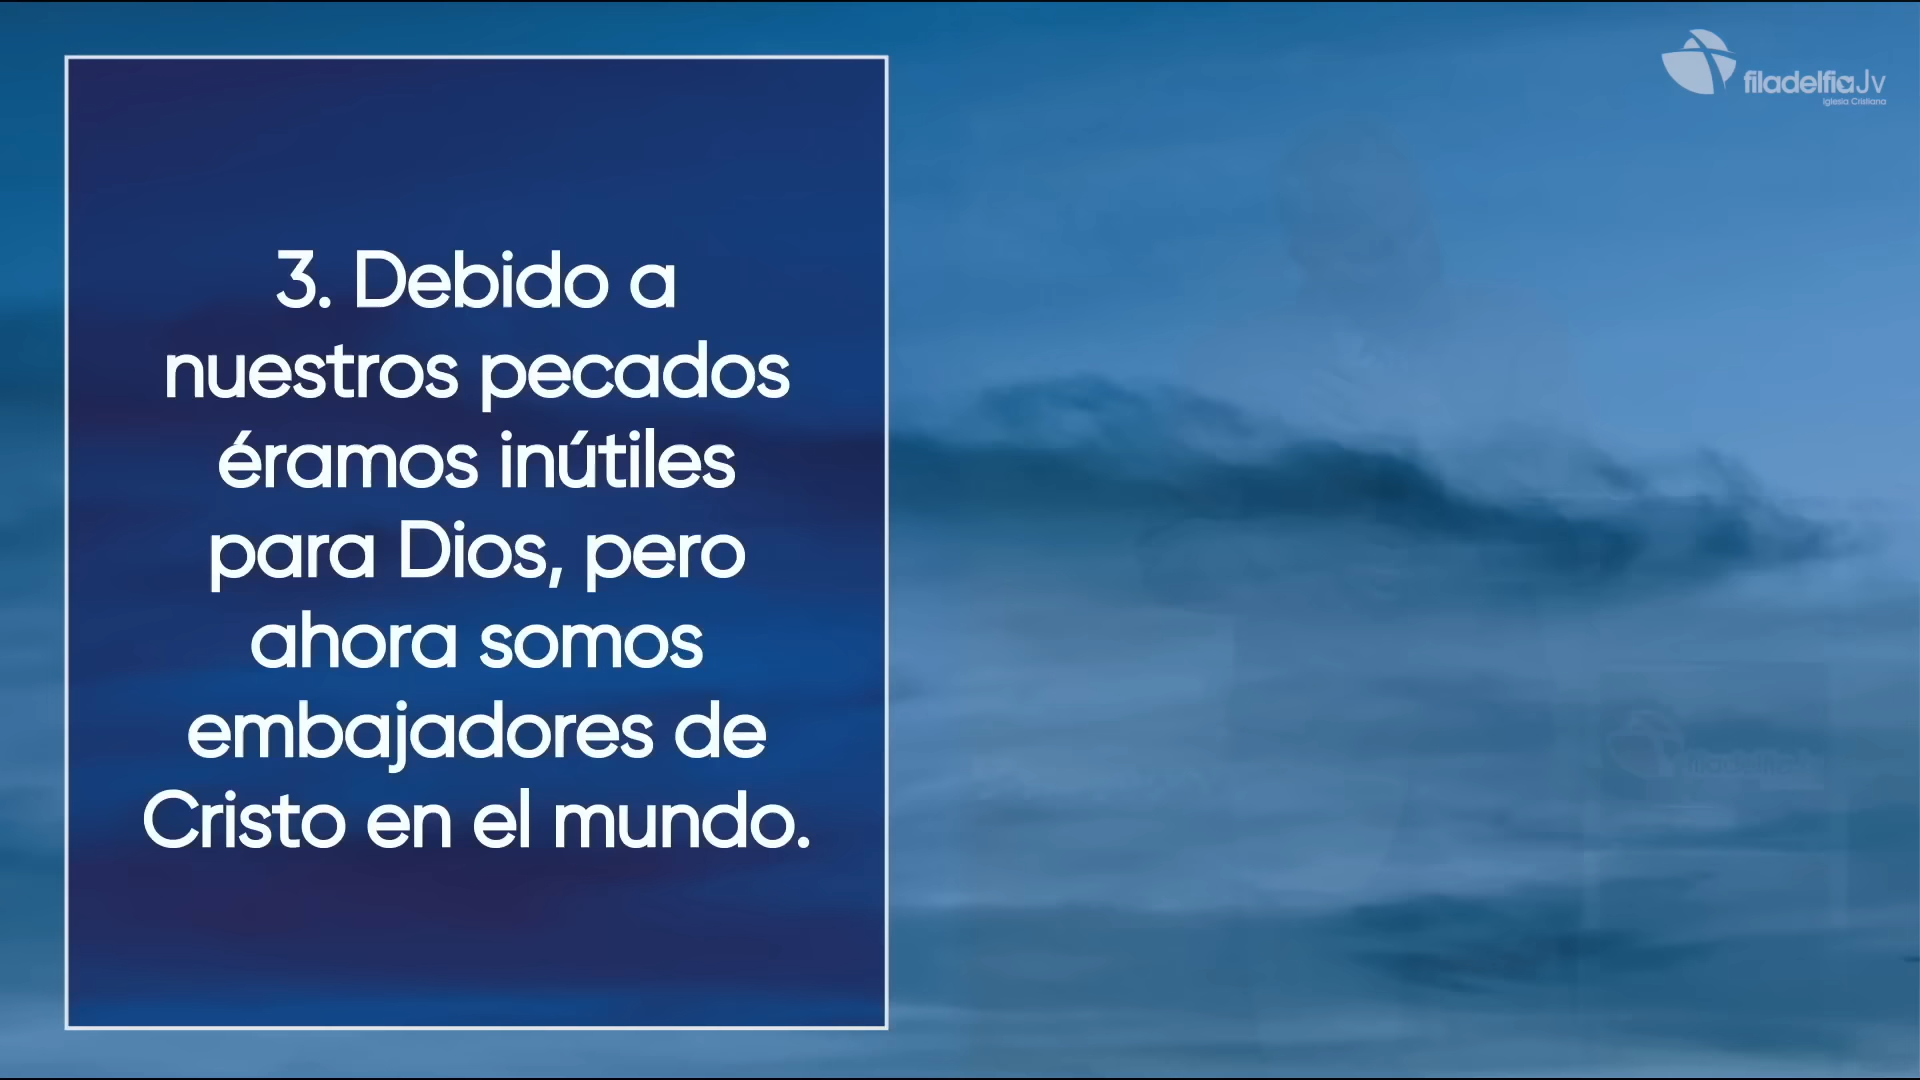 filadelfiaJv
Iglesia Cristiana
3. Debido a
nuestros pecados
éramos inútiles
para Dios, pero
ahora somos
embajadores de
Cristo en el mundo.